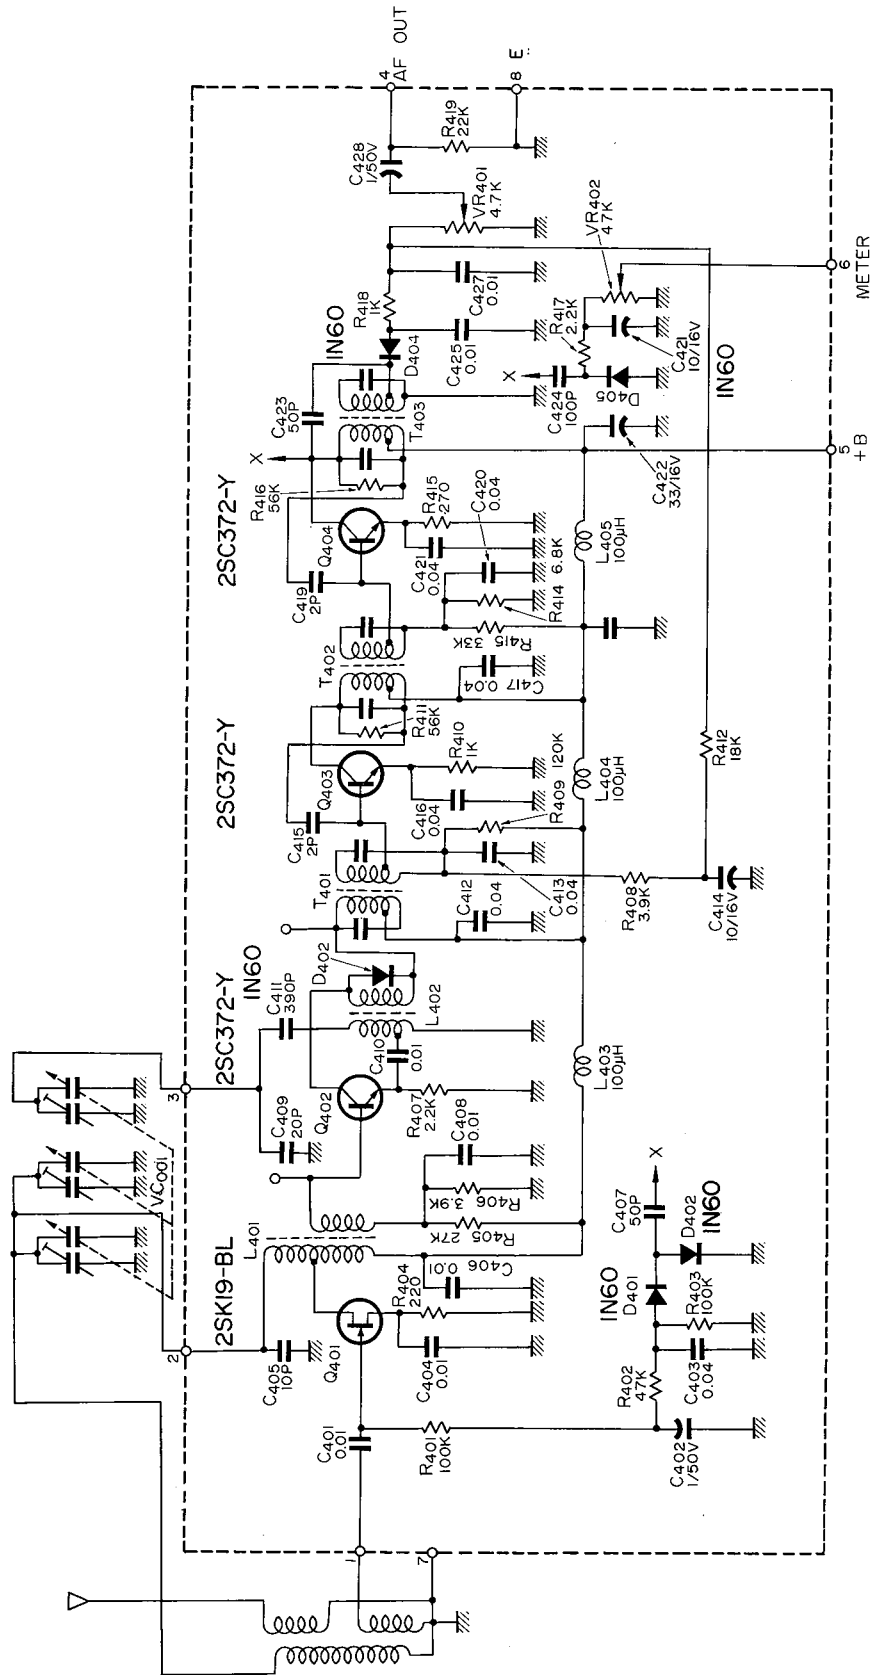 VC001
1
7
2
3
4
AF OUT
8
E
5
+B
6
METER
2SK19-BL
2SC372-Y
IN60
2SC372-Y
2SC372-Y
IN60
C401
0.01
R401
100K
C402
1/50V
R402
47K
C403
0.04
R403
100K
IN60
D401
D402
IN60
C407
50P
X
C405
10P
Q401
C404
0.01
R404
220
L401
C406
0.01
R405
27K
R406
3.9K
C408
0.01
C409
20P
Q402
R407
2.2K
C410
0.01
C411
390P
D402
L402
L403
100μH
T401
C412
0.04
C413
0.04
R408
3.9K
C414
10/16V
R409
120K
C415
2P
Q403
C416
0.04
R410
1K
R411
56K
L404
100μH
T402
C417
0.04
R415
33K
R414
6.8K
C420
0.04
C421
0.04
R415
270
C419
2P
Q404
R416
56K
X
L405
100μH
R412
18K
C423
50P
T403
D404
C422
33/16V
R418
1K
C425
0.01
C427
0.01
X
C424
100P
D405
R417
2.2K
C421
10/16V
IN60
VR402
47K
VR401
4.7K
C428
1/50V
R419
22K